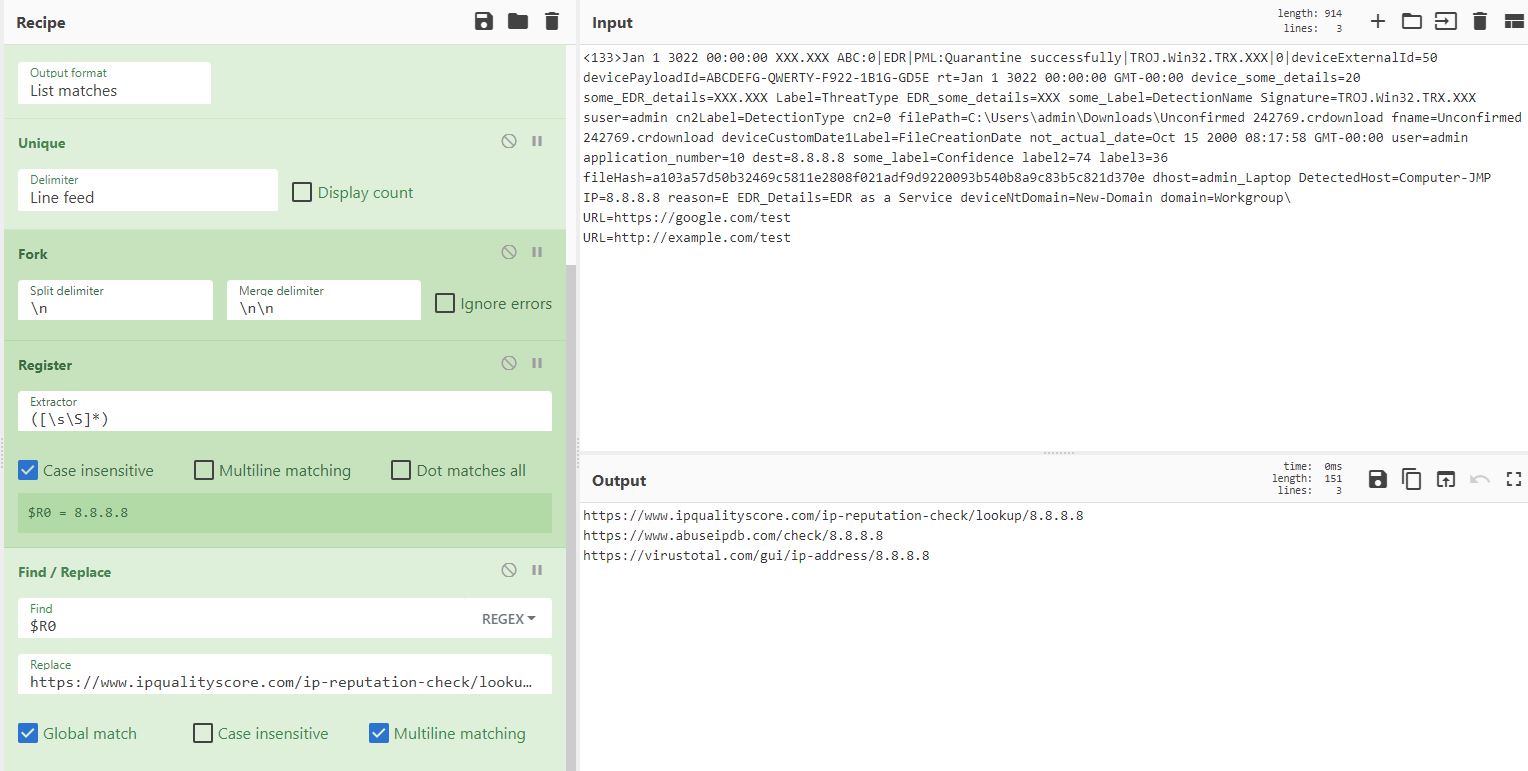 Recipe
Output format
List matches
Unique
Delimiter
Line feed
Display count
Fork
Split delimiter
\n
Merge delimiter
\n\n
Ignore errors
Register
Extractor
([\s\S]*)
Case insensitive
Multiline matching
Dot matches all
$R0 = 8.8.8.8
Find / Replace
Find
$R0
REGEX
Replace
https://www.ipqualityscore.com/ip-reputation-check/looku…
Global match
Case insensitive
Multiline matching
Input
length: 914
lines: 3
<133>Jan 1 3022 00:00:00 XXX.XXX ABC:0|EDR|PML:Quarantine successfully|TROJ.Win32.TRX.XXX|0|deviceExternalId=50
devicePayloadId=ABCDEFG-QWERTY-F922-1B1G-GD5E rt=Jan 1 3022 00:00:00 GMT-00:00 device_some_details=20
some_EDR_details=XXX.XXX Label=ThreatType EDR_some_details=XXX some_Label=DetectionName Signature=TROJ.Win32.TRX.XXX
suser=admin cn2Label=DetectionType cn2=0 filePath=C:\Users\admin\Downloads\Unconfirmed 242769.crdownload fname=Unconfirmed
242769.crdownload deviceCustomDate1Label=FileCreationDate not_actual_date=Oct 15 2000 08:17:58 GMT-00:00 user=admin
application_number=10 dest=8.8.8.8 some_label=Confidence label2=74 label3=36
fileHash=a103a57d50b32469c5811e2808f021adf9d9220093b540b8a9c83b5c821d370e dhost=admin_Laptop DetectedHost=Computer-JMP
IP=8.8.8.8 reason=E EDR_Details=EDR as a Service deviceNtDomain=New-Domain domain=Workgroup\
URL=https://google.com/test
URL=http://example.com/test
Output
time: 0ms
length: 151
lines: 3
https://www.ipqualityscore.com/ip-reputation-check/lookup/8.8.8.8
https://www.abuseipdb.com/check/8.8.8.8
https://virustotal.com/gui/ip-address/8.8.8.8